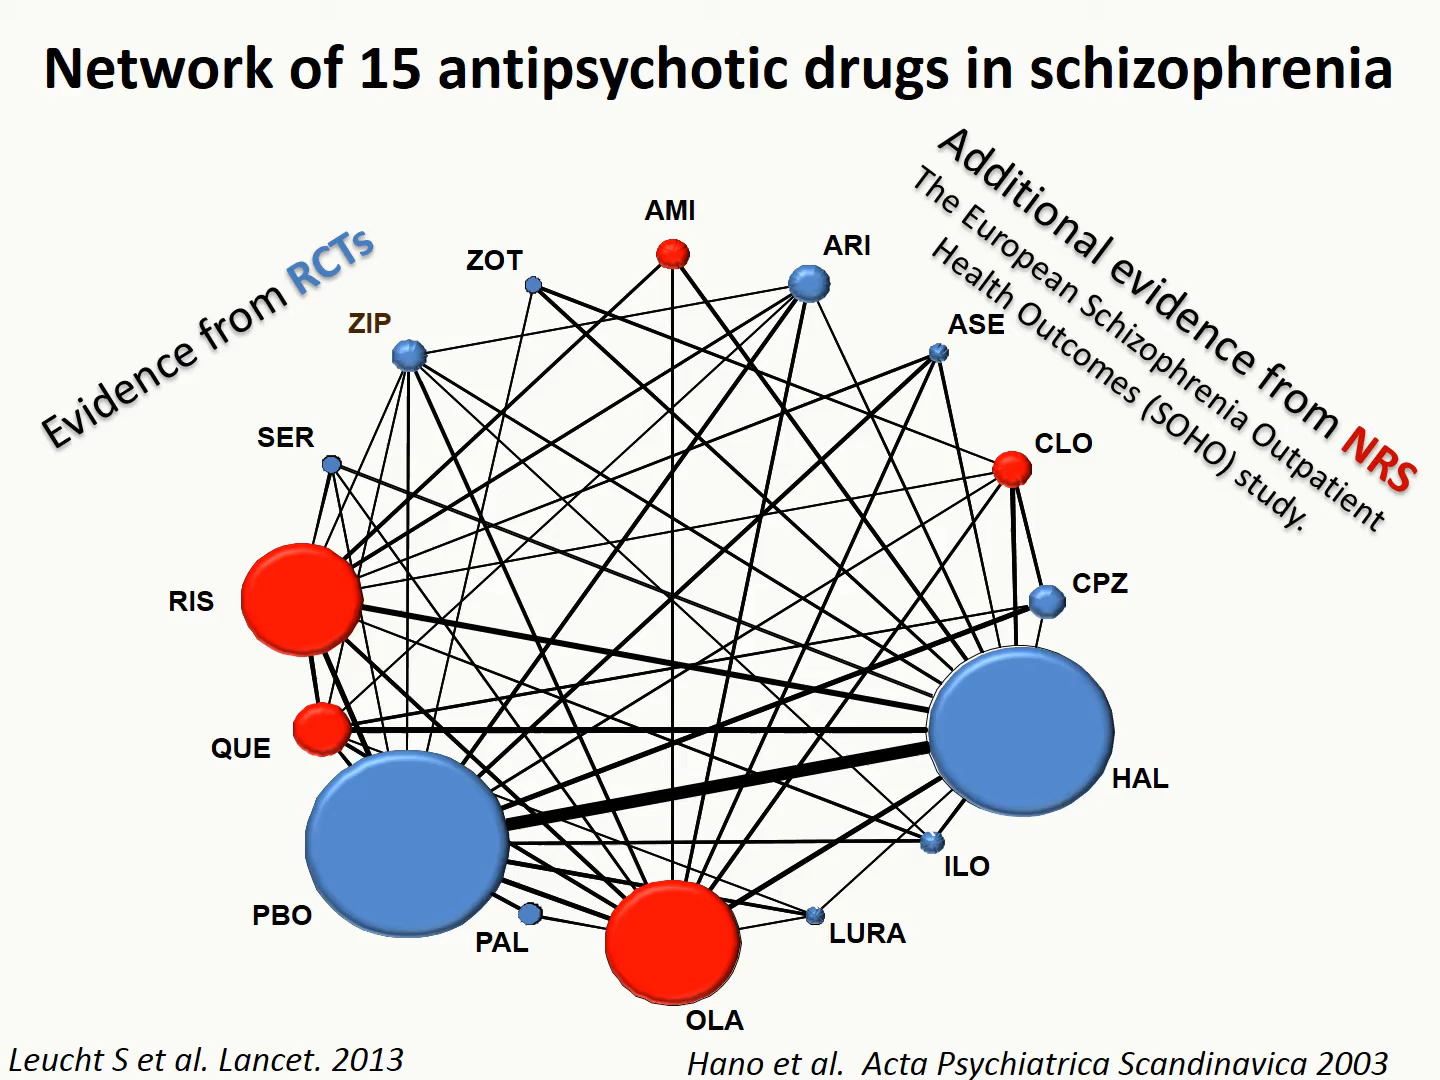 Network of 15 antipsychotic drugs in schizophrenia
Evidence from RCTs
Additional evidence from NRS
The European Schizophrenia Outpatient
Health Outcomes (SOHO) study.
AMI
ARI
ZOT
ZIP
ASE
SER
CLO
RIS
CPZ
QUE
HAL
PBO
ILO
PAL
LURA
OLA
Leucht S et al. Lancet. 2013
Hano et al. Acta Psychiatrica Scandinavica 2003